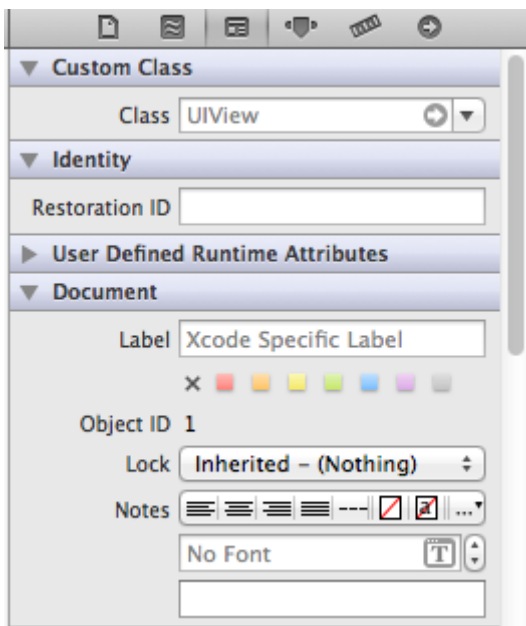 Custom Class
Class UIView
Identity
Restoration ID
User Defined Runtime Attributes
Document
Label Xcode Specific Label
Object ID 1
Lock Inherited – (Nothing)
Notes --- a ...
No Font T